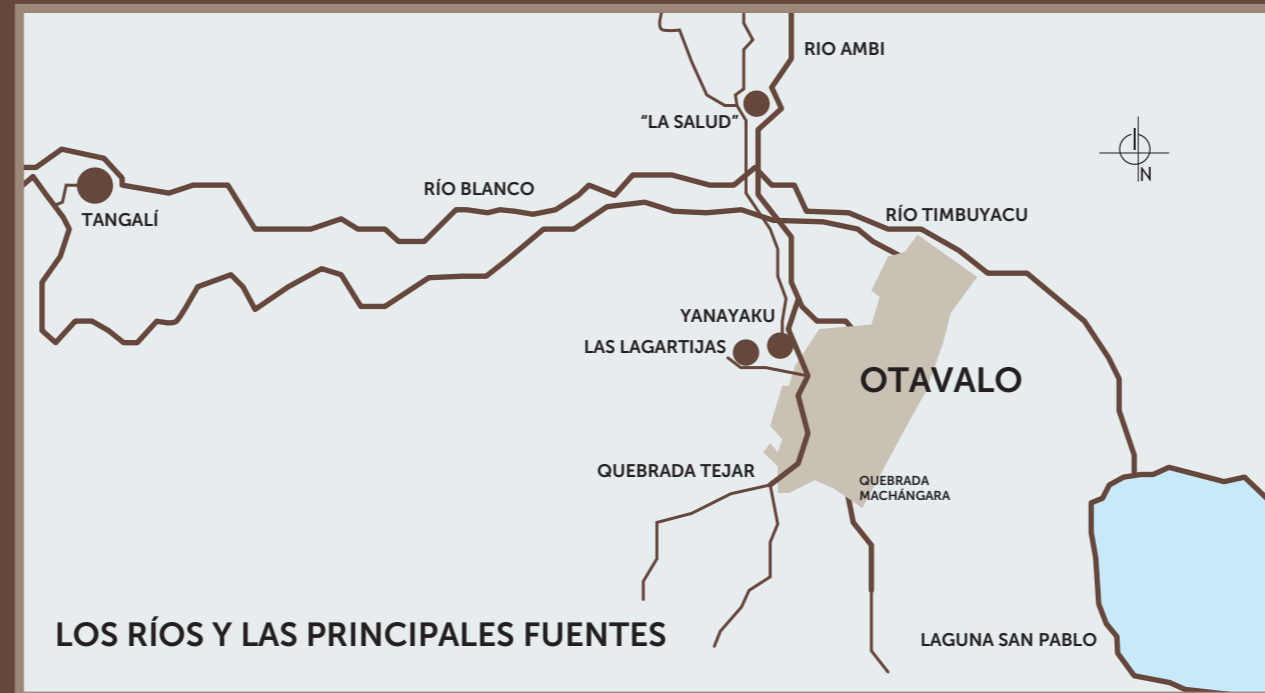 RIO AMBI
"LA SALUD"
RÍO BLANCO
TANGALÍ
RÍO TIMBUYACU
N
YANAYAKU
LAS LAGARTIJAS
OTAVALO
QUEBRADA TEJAR
QUEBRADA
MACHÁNGARA
LOS RÍOS Y LAS PRINCIPALES FUENTES
LAGUNA SAN PABLO